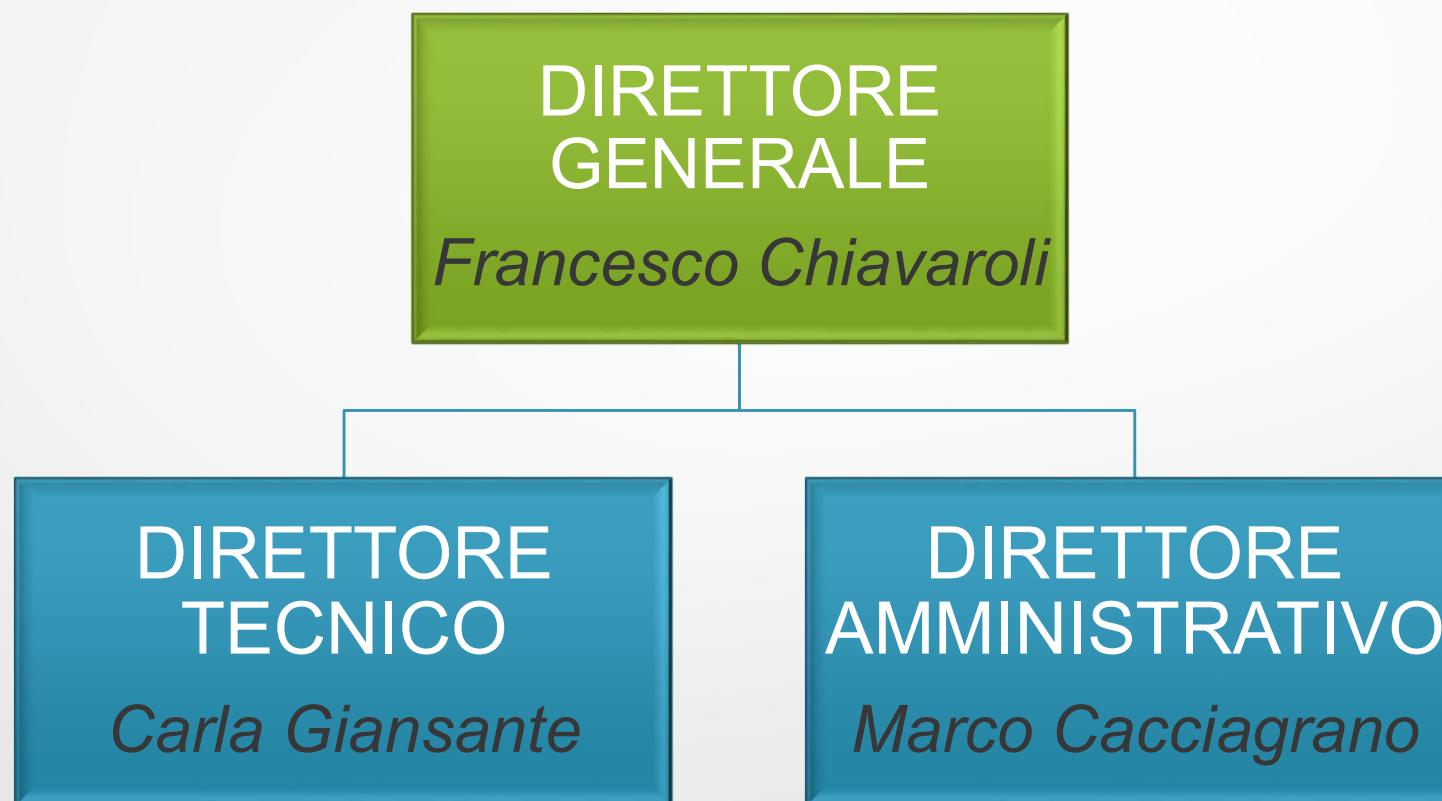 DIRETTORE
GENERALE
Francesco Chiavaroli
DIRETTORE
TECNICO
Carla Giansante
DIRETTORE
AMMINISTRATIVO
Marco Cacciagrano